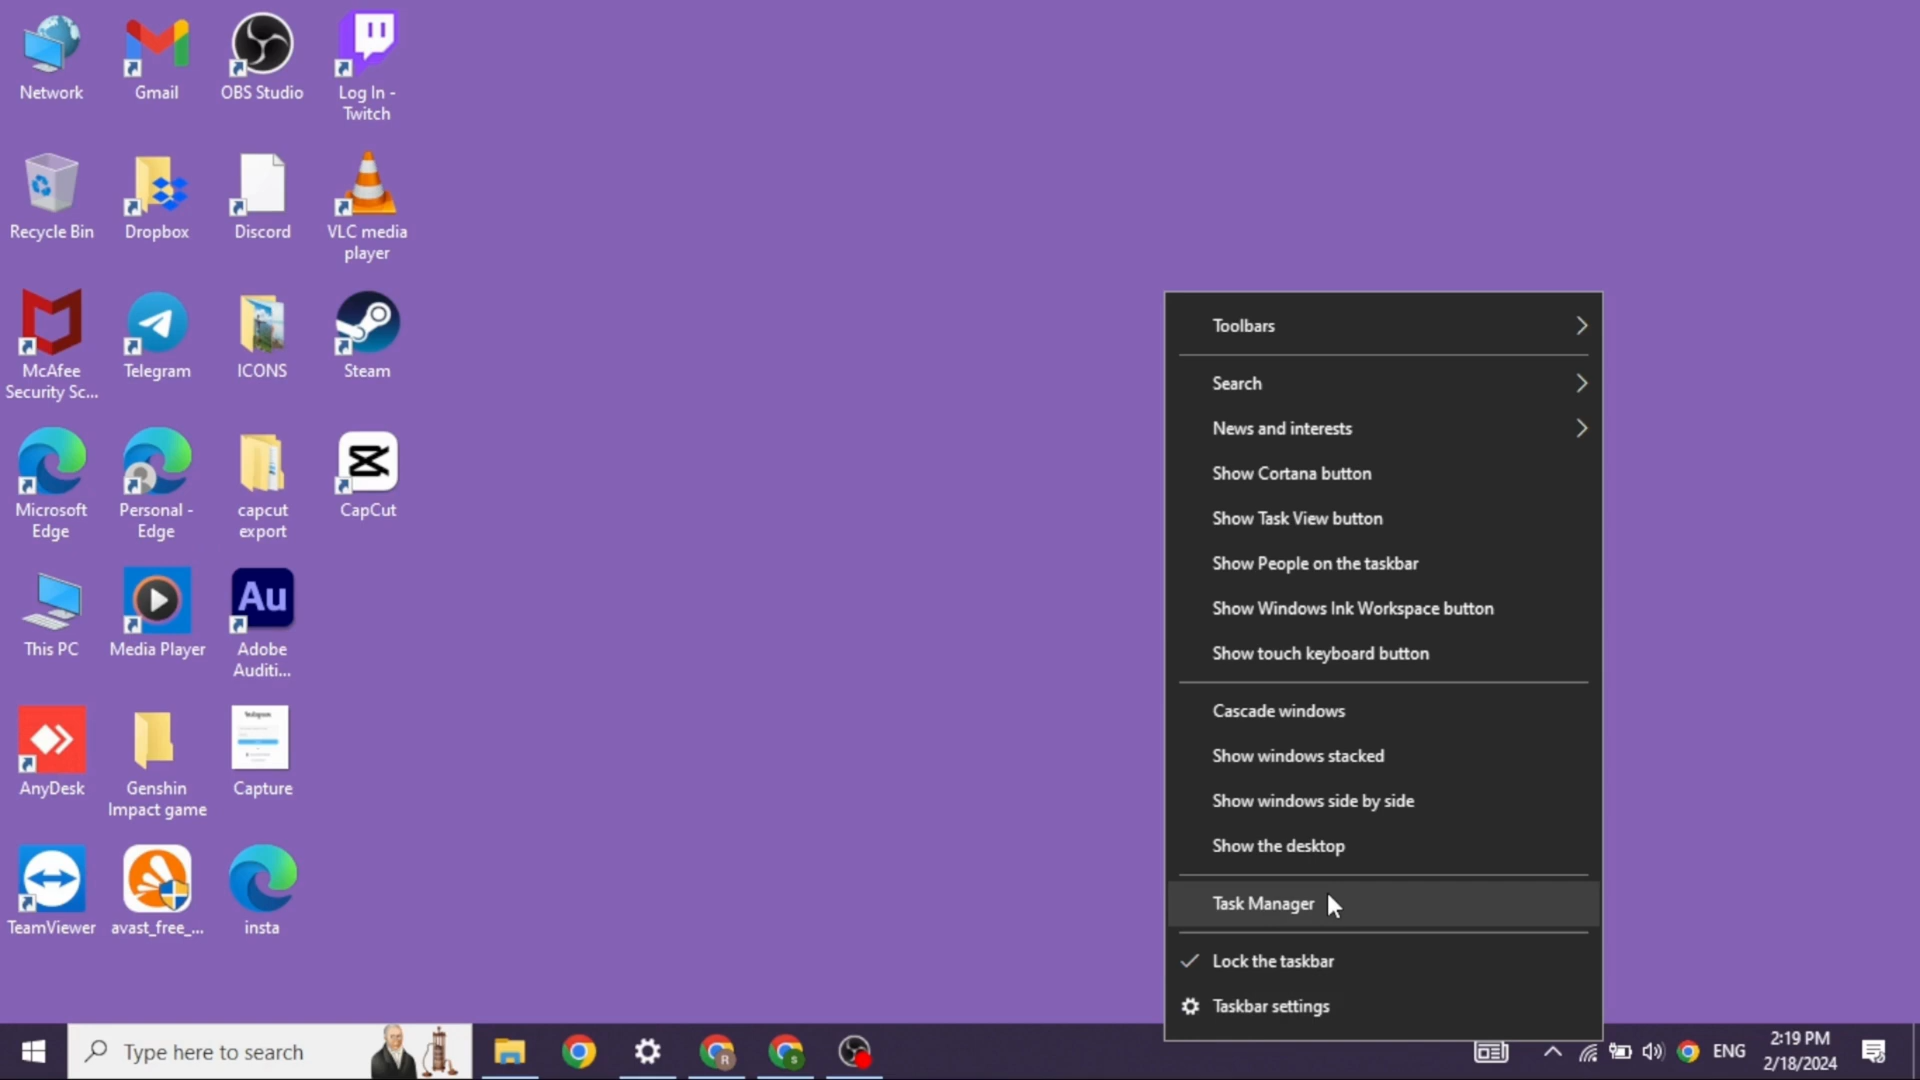 Network
Gmail
OBS Studio
Log In -
Twitch
Recycle Bin
Dropbox
Discord
VLC media
player
McAfee
Security Sc...
Telegram
ICONS
Steam
Microsoft
Edge
Personal -
Edge
capcut
export
CapCut
This PC
Media Player
Au
Adobe
Auditi...
AnyDesk
Genshin
Impact game
Capture
TeamViewer
avast_free_...
insta
Toolbars
Search
News and interests
Show Cortana button
Show Task View button
Show People on the taskbar
Show Windows Ink Workspace button
Show touch keyboard button
Cascade windows
Show windows stacked
Show windows side by side
Show the desktop
Task Manager
Lock the taskbar
Taskbar settings
Type here to search
R
s
ENG
2:19 PM
2/18/2024